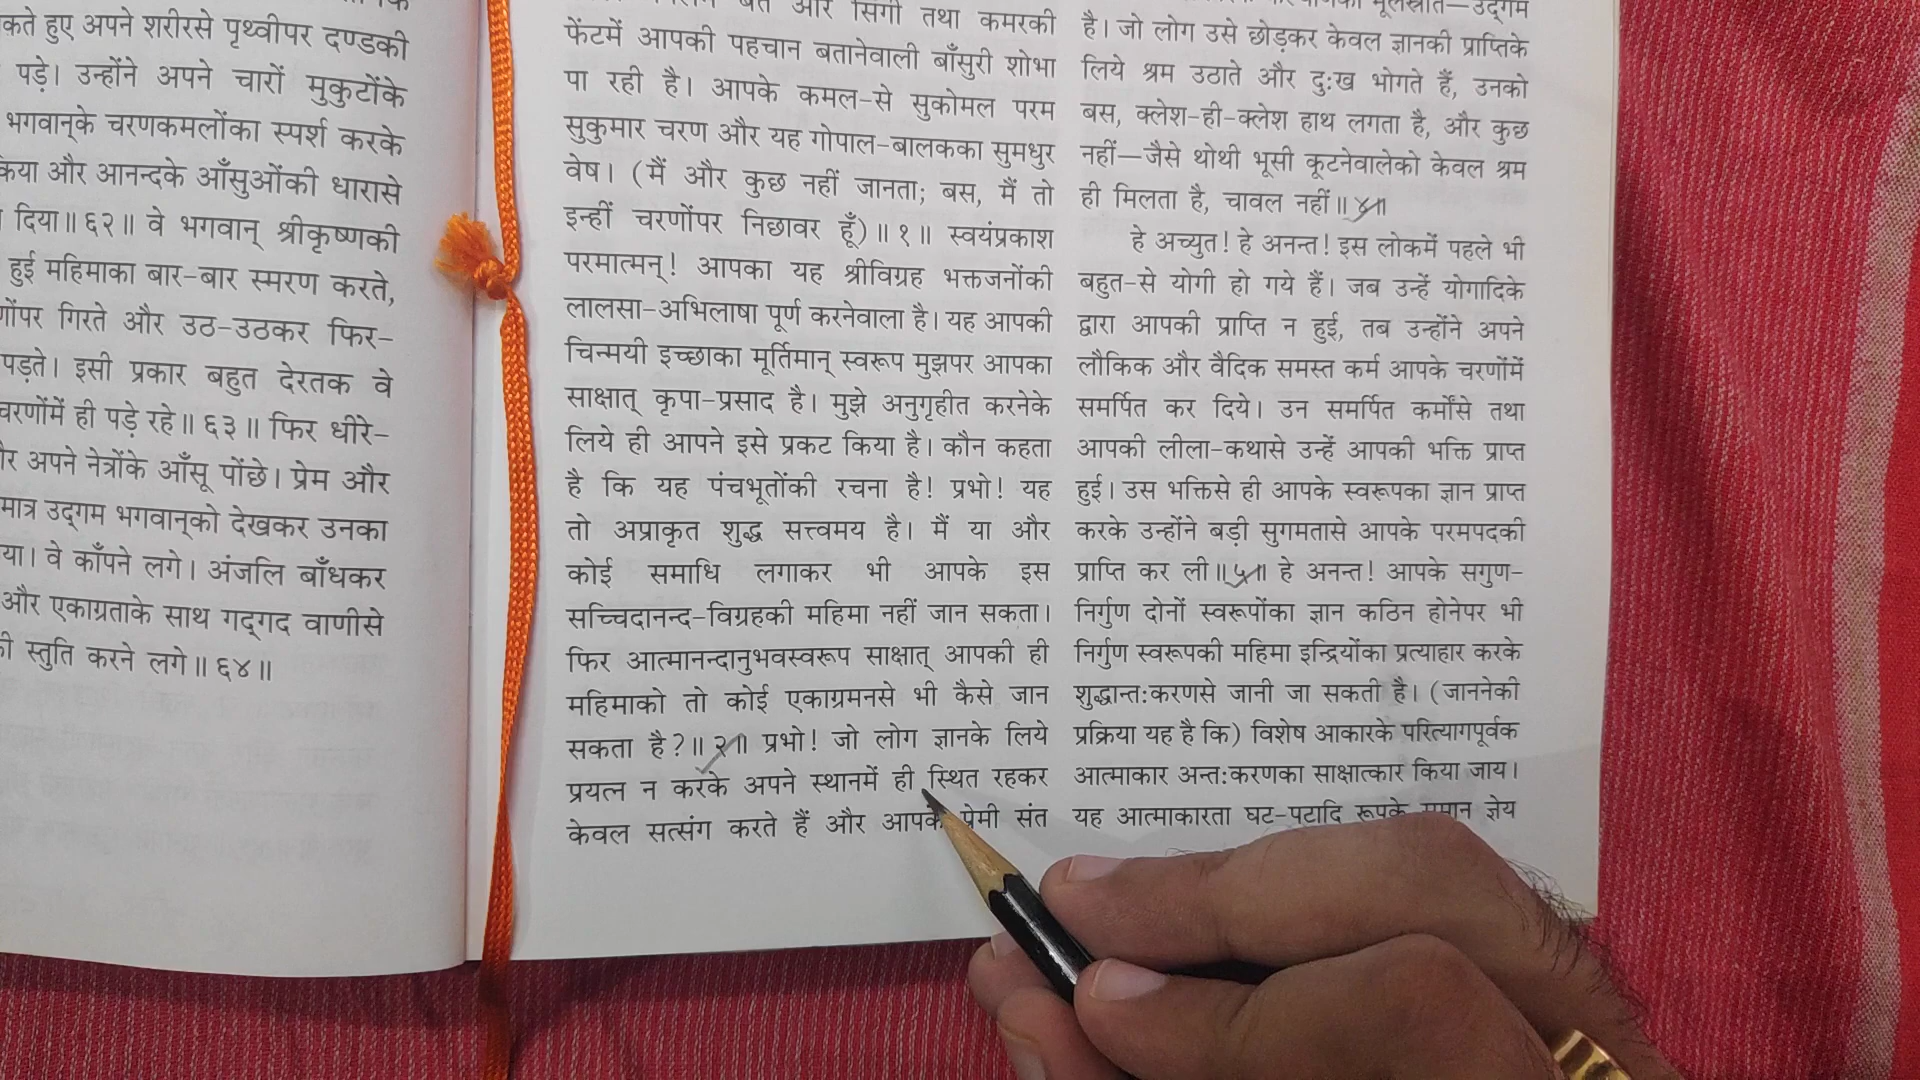 कते हुए अपने शरीरसे पृथ्वीपर दण्डकी
पड़े। उन्होंने अपने चारों मुकुटोंके
भगवान्‌के चरणकमलोंका स्पर्श करके
किया और आनन्दके आँसुओंकी धारासे
दिया॥ ६२॥ वे भगवान् श्रीकृष्णकी
हुई महिमाका बार-बार स्मरण करते,
गिरते और उठ-उठकर फिर-
पड़ते। इसी प्रकार बहुत देरतक वे
चरणोंमें ही पड़े रहे॥ ६३॥ फिर धीरे-
अपने नेत्रोंके आँसू पोंछे। प्रेम और
मात्र उद्‌गम भगवान्‌को देखकर उनका
वे काँपने लगे। अंजलि बाँधकर
और एकाग्रताके साथ गद्‌गद वाणीसे
स्तुति करने लगे॥ ६४॥
और सिंगी तथा कमरकी
फेंटमें आपकी पहचान बतानेवाली बाँसुरी शोभा
पा रही है। आपके कमल-से सुकोमल परम
सुकुमार चरण और यह गोपाल-बालकका सुमधुर
वेष। (मैं और कुछ नहीं जानता; बस, मैं तो
इन्हीं चरणोंपर निछावर हूँ)॥ १॥ स्वयंप्रकाश
परमात्मन्! आपका यह श्रीविग्रह भक्तजनोंकी
लालसा-अभिलाषा पूर्ण करनेवाला है। यह आपकी
चिन्मयी इच्छाका मूर्तिमान् स्वरूप मुझपर आपका
साक्षात् कृपा-प्रसाद है। मुझे अनुगृहीत करनेके
लिये ही आपने इसे प्रकट किया है। कौन कहता
है कि यह पंचभूतोंकी रचना है! प्रभो! यह
तो अप्राकृत शुद्ध सत्त्वमय है। मैं या और
कोई समाधि लगाकर भी आपके इस
सच्चिदानन्द-विग्रहकी महिमा नहीं जान सकता।
फिर आत्मानन्दानुभवस्वरूप साक्षात् आपकी ही
महिमाको तो कोई एकाग्रमनसे भी कैसे जान
सकता है?॥ २॥ प्रभो! जो लोग ज्ञानके लिये
प्रयत्न न करके अपने स्थानमें ही स्थित रहकर
केवल सत्संग करते हैं और आपके प्रेमी संत
मूलस्रोत—उद्‌गम
है। जो लोग उसे छोड़कर केवल ज्ञानकी प्राप्तिके
लिये श्रम उठाते और दुःख भोगते हैं, उनको
बस, क्लेश-ही-क्लेश हाथ लगता है, और कुछ
नहीं—जैसे थोथी भूसी कूटनेवालेको केवल श्रम
ही मिलता है, चावल नहीं॥ ४॥
हे अच्युत! हे अनन्त! इस लोकमें पहले भी
बहुत-से योगी हो गये हैं। जब उन्हें योगादिके
द्वारा आपकी प्राप्ति न हुई, तब उन्होंने अपने
लौकिक और वैदिक समस्त कर्म आपके चरणोंमें
समर्पित कर दिये। उन समर्पित कर्मोंसे तथा
आपकी लीला-कथासे उन्हें आपकी भक्ति प्राप्त
हुई। उस भक्तिसे ही आपके स्वरूपका ज्ञान प्राप्त
करके उन्होंने बड़ी सुगमतासे आपके परमपदकी
प्राप्ति कर ली॥ ५॥ हे अनन्त! आपके सगुण-
निर्गुण दोनों स्वरूपोंका ज्ञान कठिन होनेपर भी
निर्गुण स्वरूपकी महिमा इन्द्रियोंका प्रत्याहार करके
शुद्धान्तःकरणसे जानी जा सकती है। (जाननेकी
प्रक्रिया यह है कि) विशेष आकारके परित्यागपूर्वक
आत्माकार अन्तःकरणका साक्षात्कार किया जाय।
यह आत्माकारता घट-पटादि रूपके समान ज्ञेय